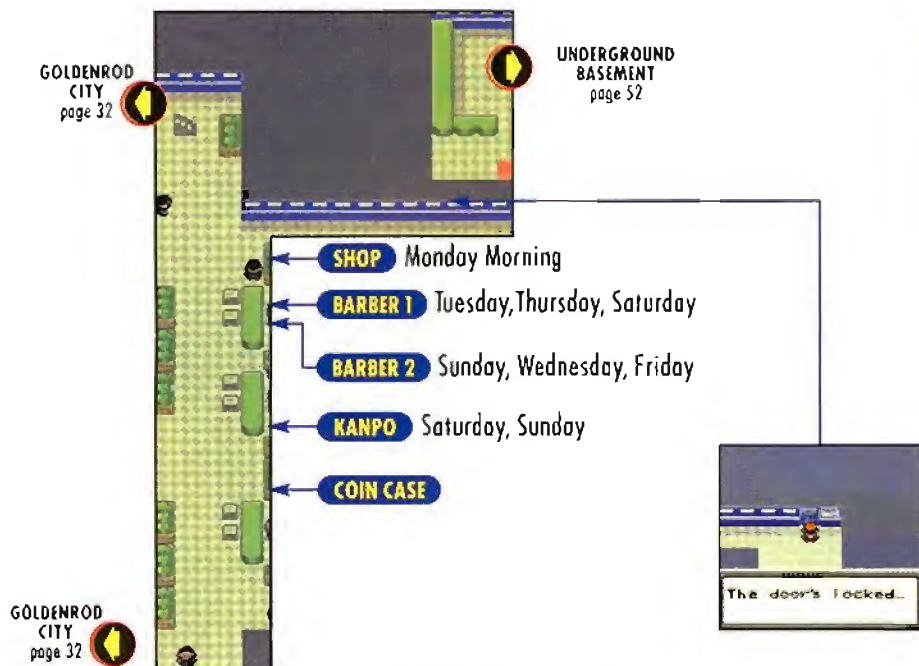 GOLDENROD
CITY
page 32
UNDERGROUND
BASEMENT
page 52
SHOP Monday Morning
BARBER 1 Tuesday, Thursday, Saturday
BARBER 2 Sunday, Wednesday, Friday
KANPO Saturday, Sunday
COIN CASE
The door's locked…
GOLDENROD
CITY
page 32